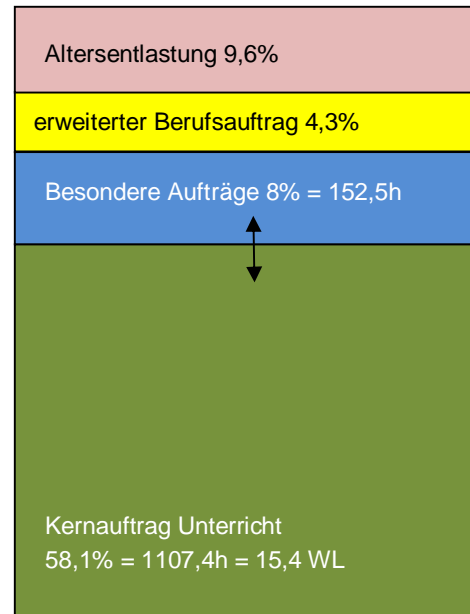 Altersentlastung 9,6%
erweiterter Berufsauftrag 4,3%
Besondere Aufträge 8% = 152,5h
Kernauftrag Unterricht
58,1% = 1107,4h = 15,4 WL